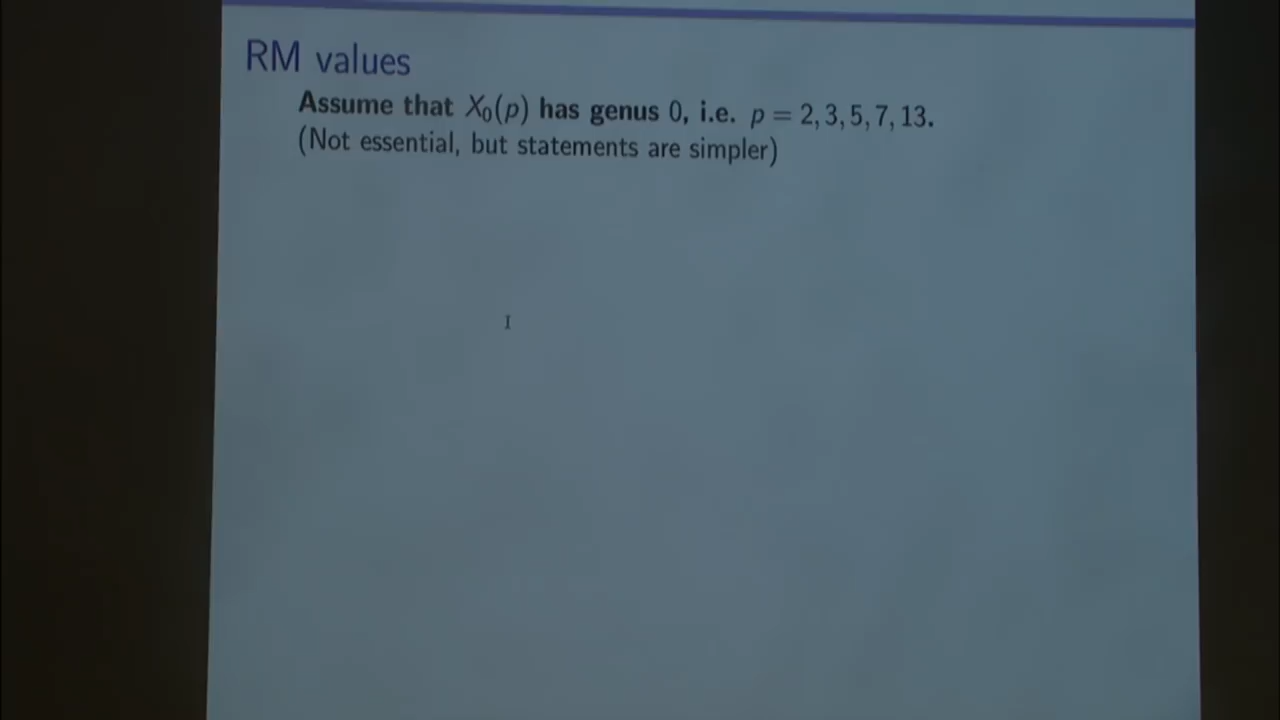 RM values
Assume that X₀(p) has genus 0, i.e. p = 2, 3, 5, 7, 13.
(Not essential, but statements are simpler)